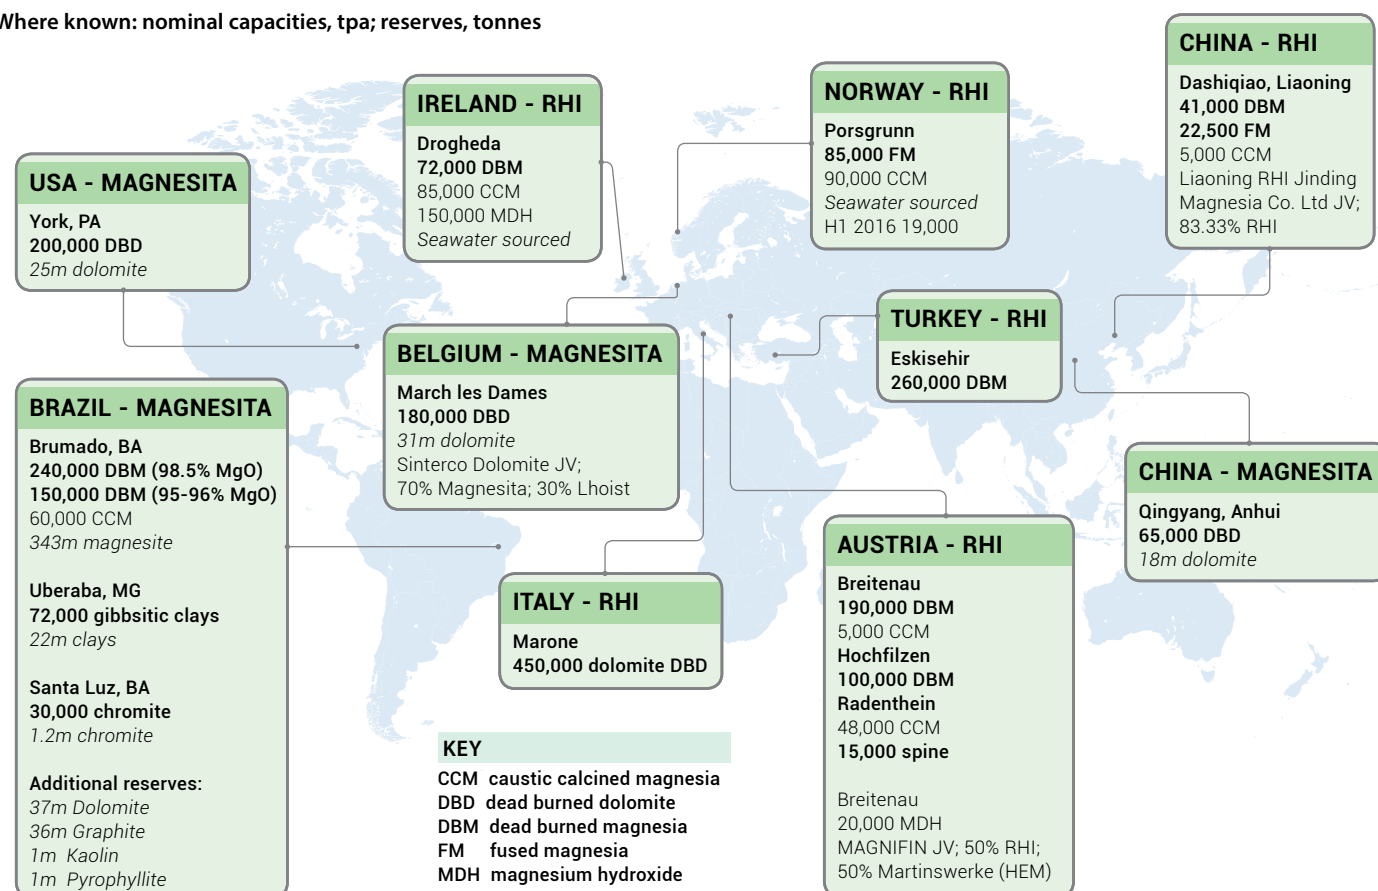 Where known: nominal capacities, tpa; reserves, tonnes
CHINA - RHI
Dashiqiao, Liaoning
41,000 DBM
22,500 FM
5,000 CCM
Liaoning RHI Jinding
Magnesia Co. Ltd JV;
83.33% RHI
IRELAND - RHI
Drogheda
72,000 DBM
85,000 CCM
150,000 MDH
Seawater sourced
NORWAY - RHI
Porsgrunn
85,000 FM
90,000 CCM
Seawater sourced
H1 2016 19,000
USA - MAGNESITA
York, PA
200,000 DBD
25m dolomite
BELGIUM - MAGNESITA
March les Dames
180,000 DBD
31m dolomite
Sinterco Dolomite JV;
70% Magnesita; 30% Lhoist
TURKEY - RHI
Eskisehir
260,000 DBM
BRAZIL - MAGNESITA
Brumado, BA
240,000 DBM (98.5% MgO)
150,000 DBM (95-96% MgO)
60,000 CCM
343m magnesite
Uberaba, MG
72,000 gibbsitic clays
22m clays
Santa Luz, BA
30,000 chromite
1.2m chromite
Additional reserves:
37m Dolomite
36m Graphite
1m Kaolin
1m Pyrophyllite
CHINA - MAGNESITA
Qingyang, Anhui
65,000 DBD
18m dolomite
ITALY - RHI
Marone
450,000 dolomite DBD
AUSTRIA - RHI
Breitenau
190,000 DBM
5,000 CCM
Hochfilzen
100,000 DBM
Radenthein
48,000 CCM
15,000 spine
Breitenau
20,000 MDH
MAGNIFIN JV; 50% RHI;
50% Martinswerke (HEM)
KEY
CCM caustic calcined magnesia
DBD dead burned dolomite
DBM dead burned magnesia
FM fused magnesia
MDH magnesium hydroxide